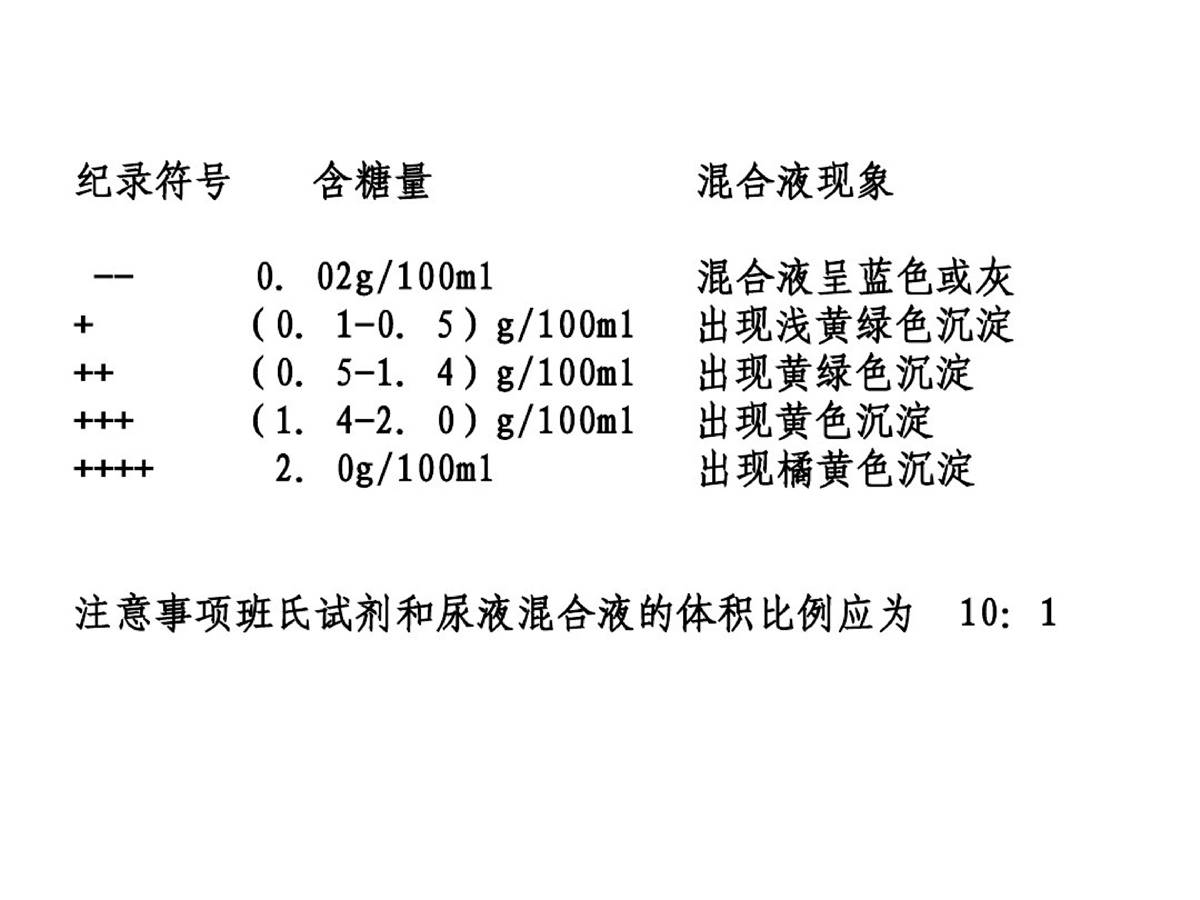 纪录符号 含糖量 混合液现象
-- 0. 02g/100ml 混合液呈蓝色或灰
+ (0. 1-0. 5) g/100ml 出现浅黄绿色沉淀
++ (0. 5-1. 4) g/100ml 出现黄绿色沉淀
+++ (1. 4-2. 0) g/100ml 出现黄色沉淀
++++ 2. 0g/100ml 出现橘黄色沉淀
注意事项班氏试剂和尿液混合液的体积比例应为 10: 1